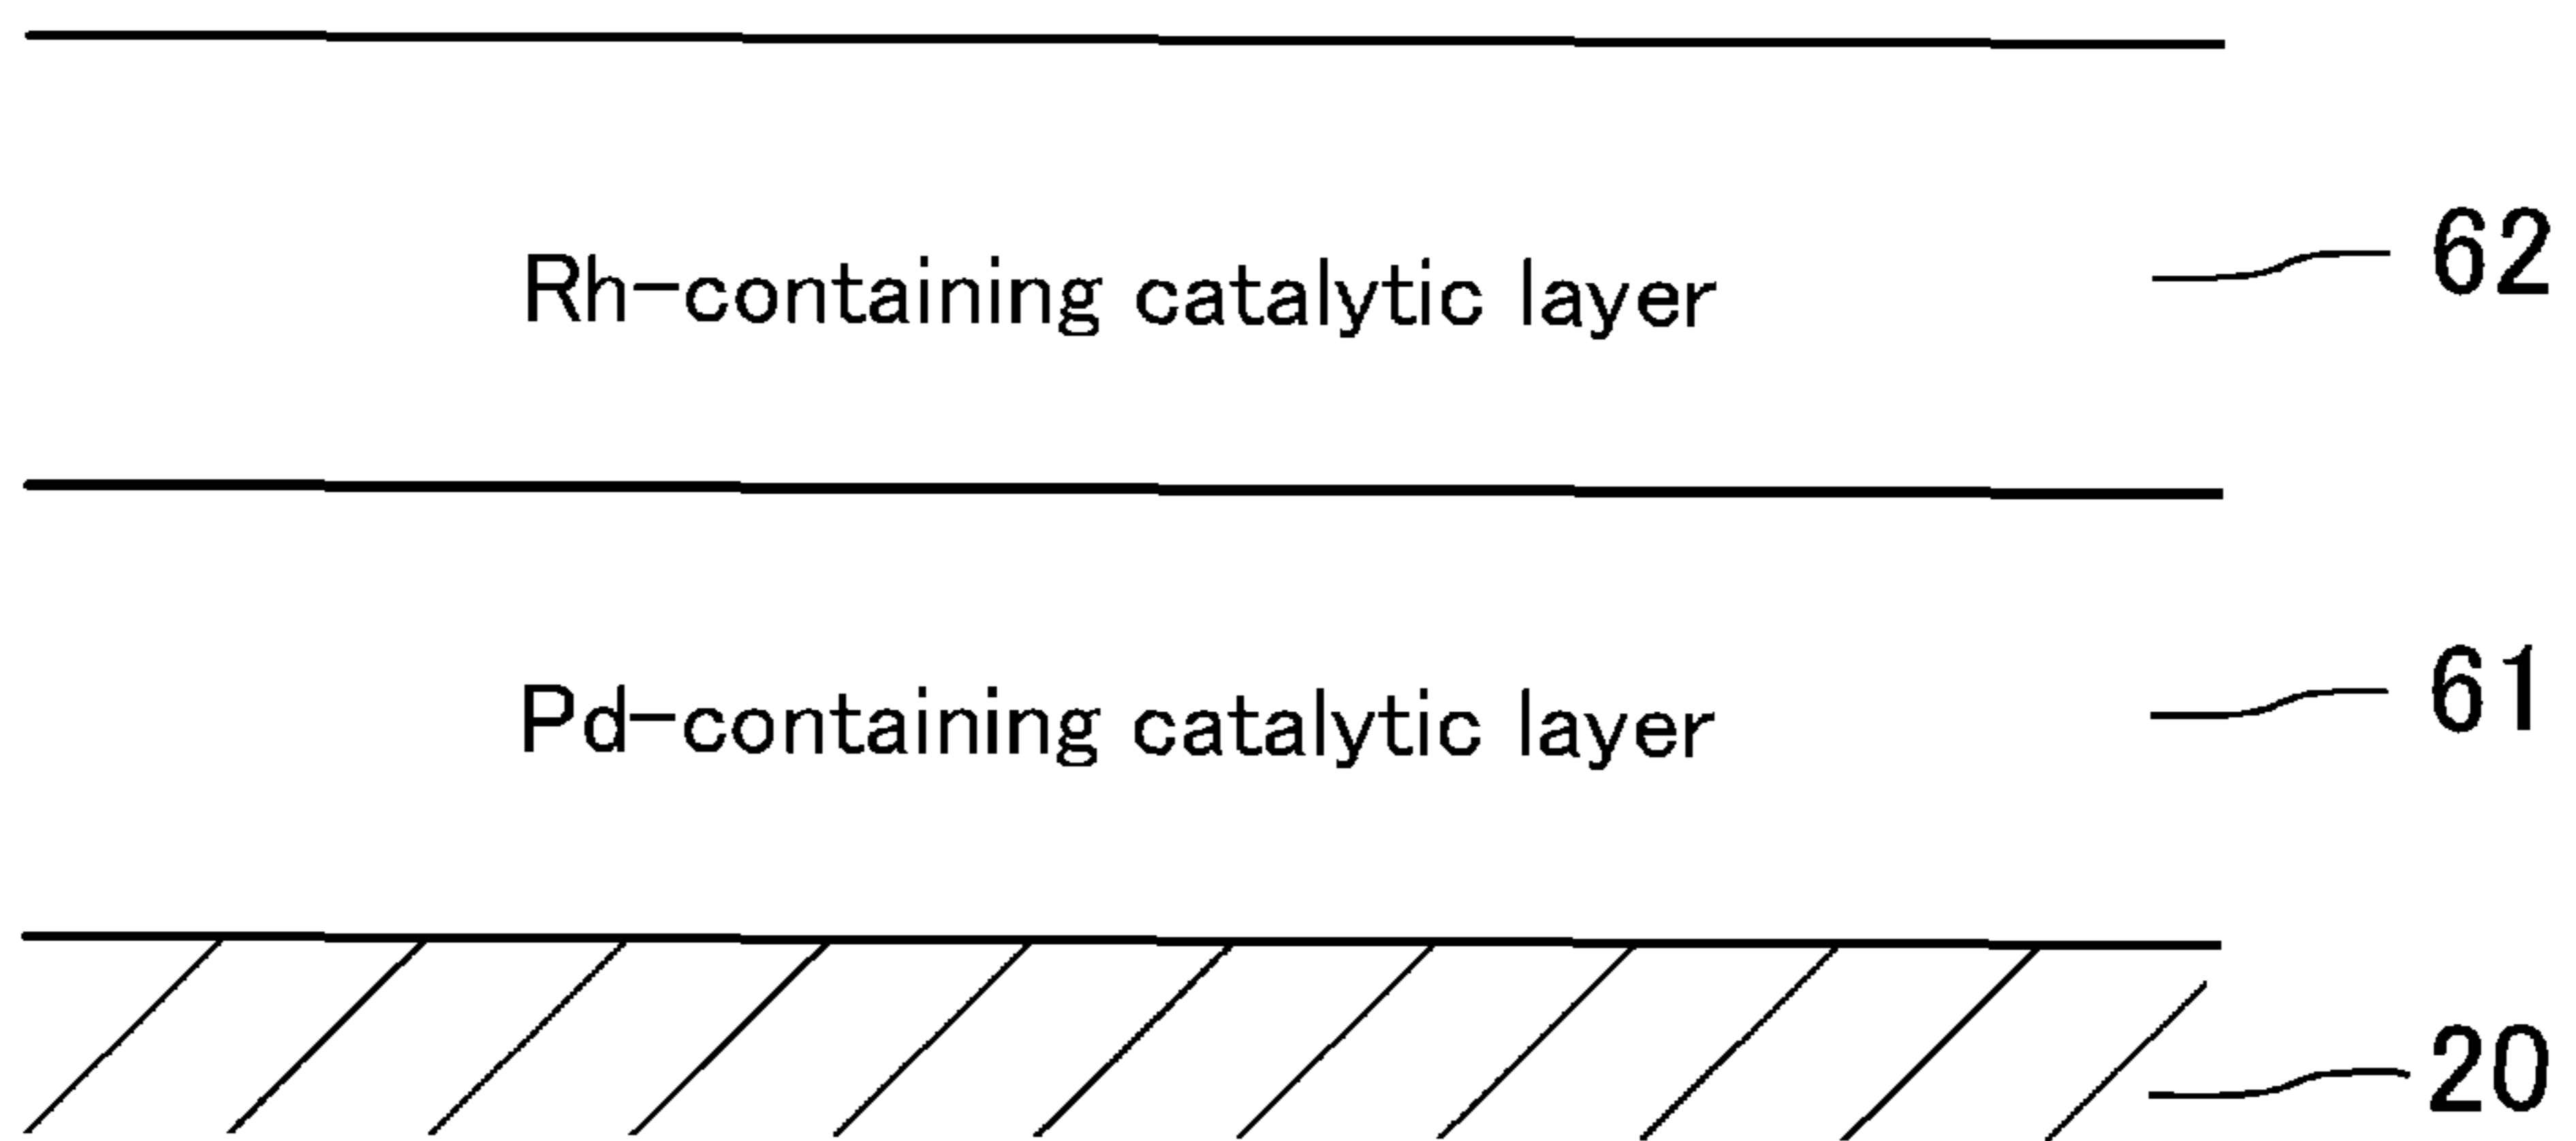 Rh-containing catalytic layer 62
Pd-containing catalytic layer 61
20